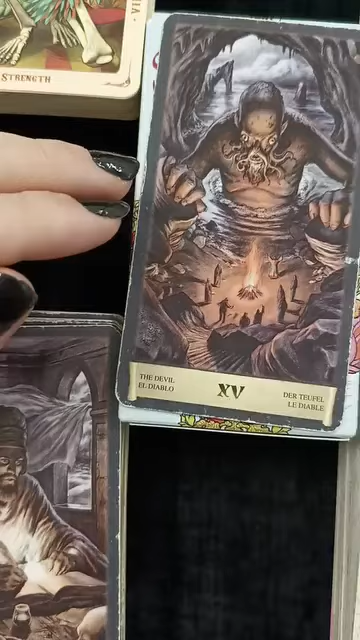 STRENGTH
THE DEVIL
EL DIABLO
XV
DER TEUFEL
LE DIABLE